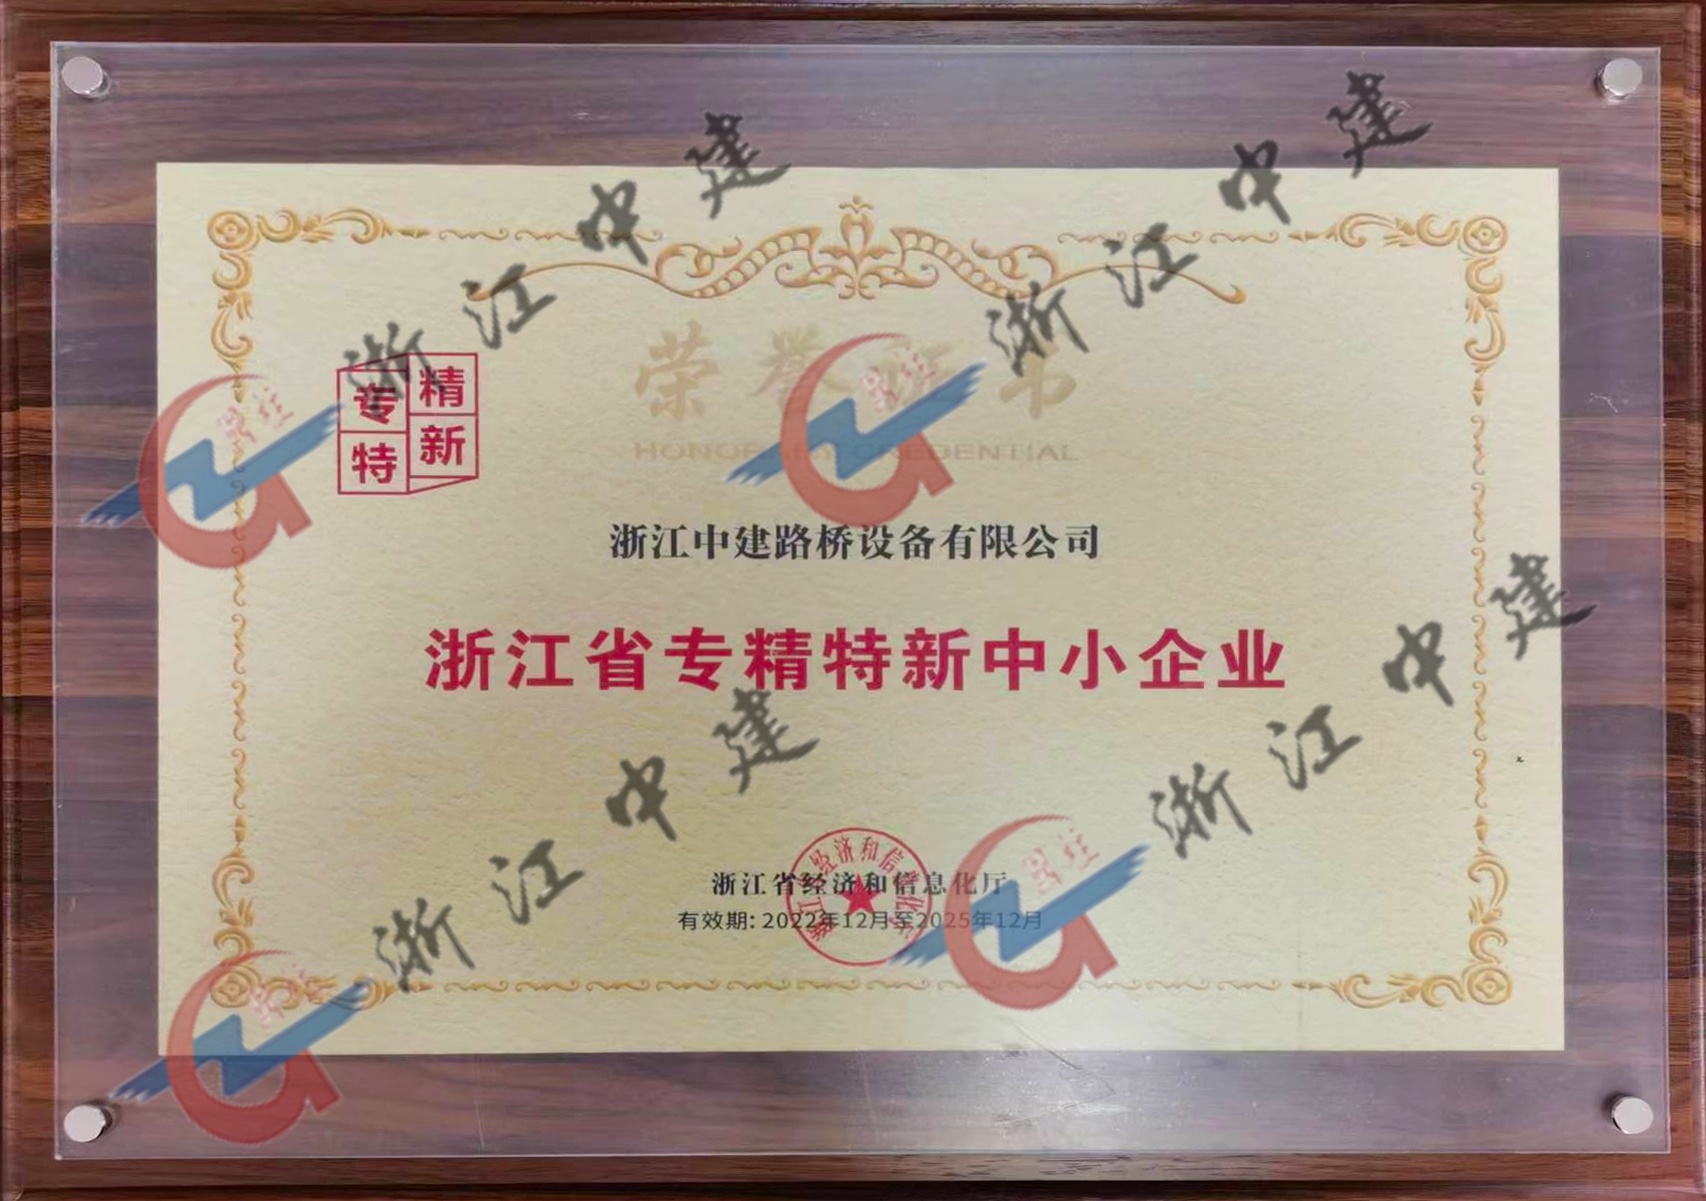 荣誉证书
HONORARY CREDENTIAL
专精
特新
浙江中建路桥设备有限公司
浙江省专精特新中小企业
浙江省经济和信息化厅
有效期: 2022年12月至2025年12月
浙江中建
浙江中建
浙江中建
浙江中建